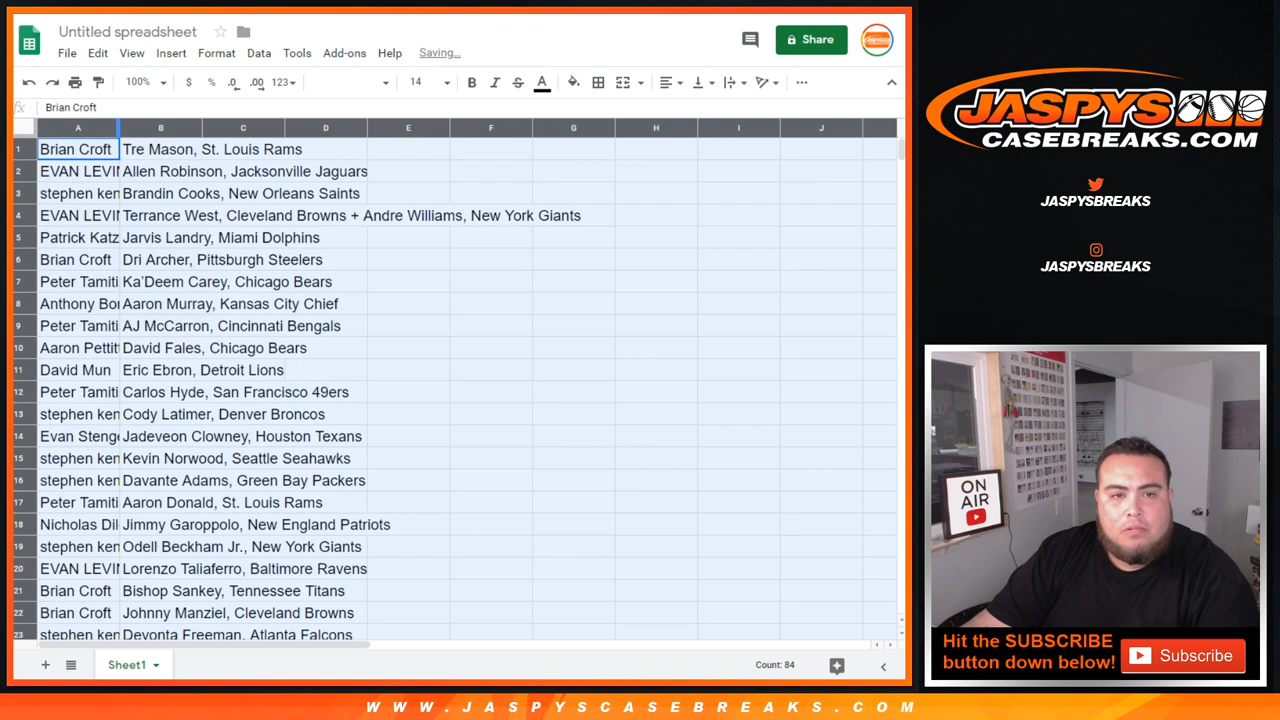 Untitled spreadsheet
File Edit View Insert Format Data Tools Add-ons Help Saving...
Share
100% $ % .0 .00 123 14 B I S A
fx Brian Croft
A B C D E F G H I J
1 Brian Croft Tre Mason, St. Louis Rams
2 EVAN LEVIN Allen Robinson, Jacksonville Jaguars
3 stephen ken Brandin Cooks, New Orleans Saints
4 EVAN LEVIN Terrance West, Cleveland Browns + Andre Williams, New York Giants
5 Patrick Katz Jarvis Landry, Miami Dolphins
6 Brian Croft Dri Archer, Pittsburgh Steelers
7 Peter Tamiti Ka'Deem Carey, Chicago Bears
8 Anthony Bor Aaron Murray, Kansas City Chief
9 Peter Tamiti AJ McCarron, Cincinnati Bengals
10 Aaron Pettit David Fales, Chicago Bears
11 David Mun Eric Ebron, Detroit Lions
12 Peter Tamiti Carlos Hyde, San Francisco 49ers
13 stephen ken Cody Latimer, Denver Broncos
14 Evan Stenge Jadeveon Clowney, Houston Texans
15 stephen ken Kevin Norwood, Seattle Seahawks
16 stephen ken Davante Adams, Green Bay Packers
17 Peter Tamiti Aaron Donald, St. Louis Rams
18 Nicholas Dil Jimmy Garoppolo, New England Patriots
19 stephen ken Odell Beckham Jr., New York Giants
20 EVAN LEVIN Lorenzo Taliaferro, Baltimore Ravens
21 Brian Croft Bishop Sankey, Tennessee Titans
22 Brian Croft Johnny Manziel, Cleveland Browns
23 stephen ken Devonta Freeman, Atlanta Falcons
Sheet1
Count: 84
JASPYS
CASEBREAKS.COM
JASPYSBREAKS
JASPYSBREAKS
ON
AIR
Hit the SUBSCRIBE
button down below!
Subscribe
WWW.JASPYSCASEBREAKS.COM